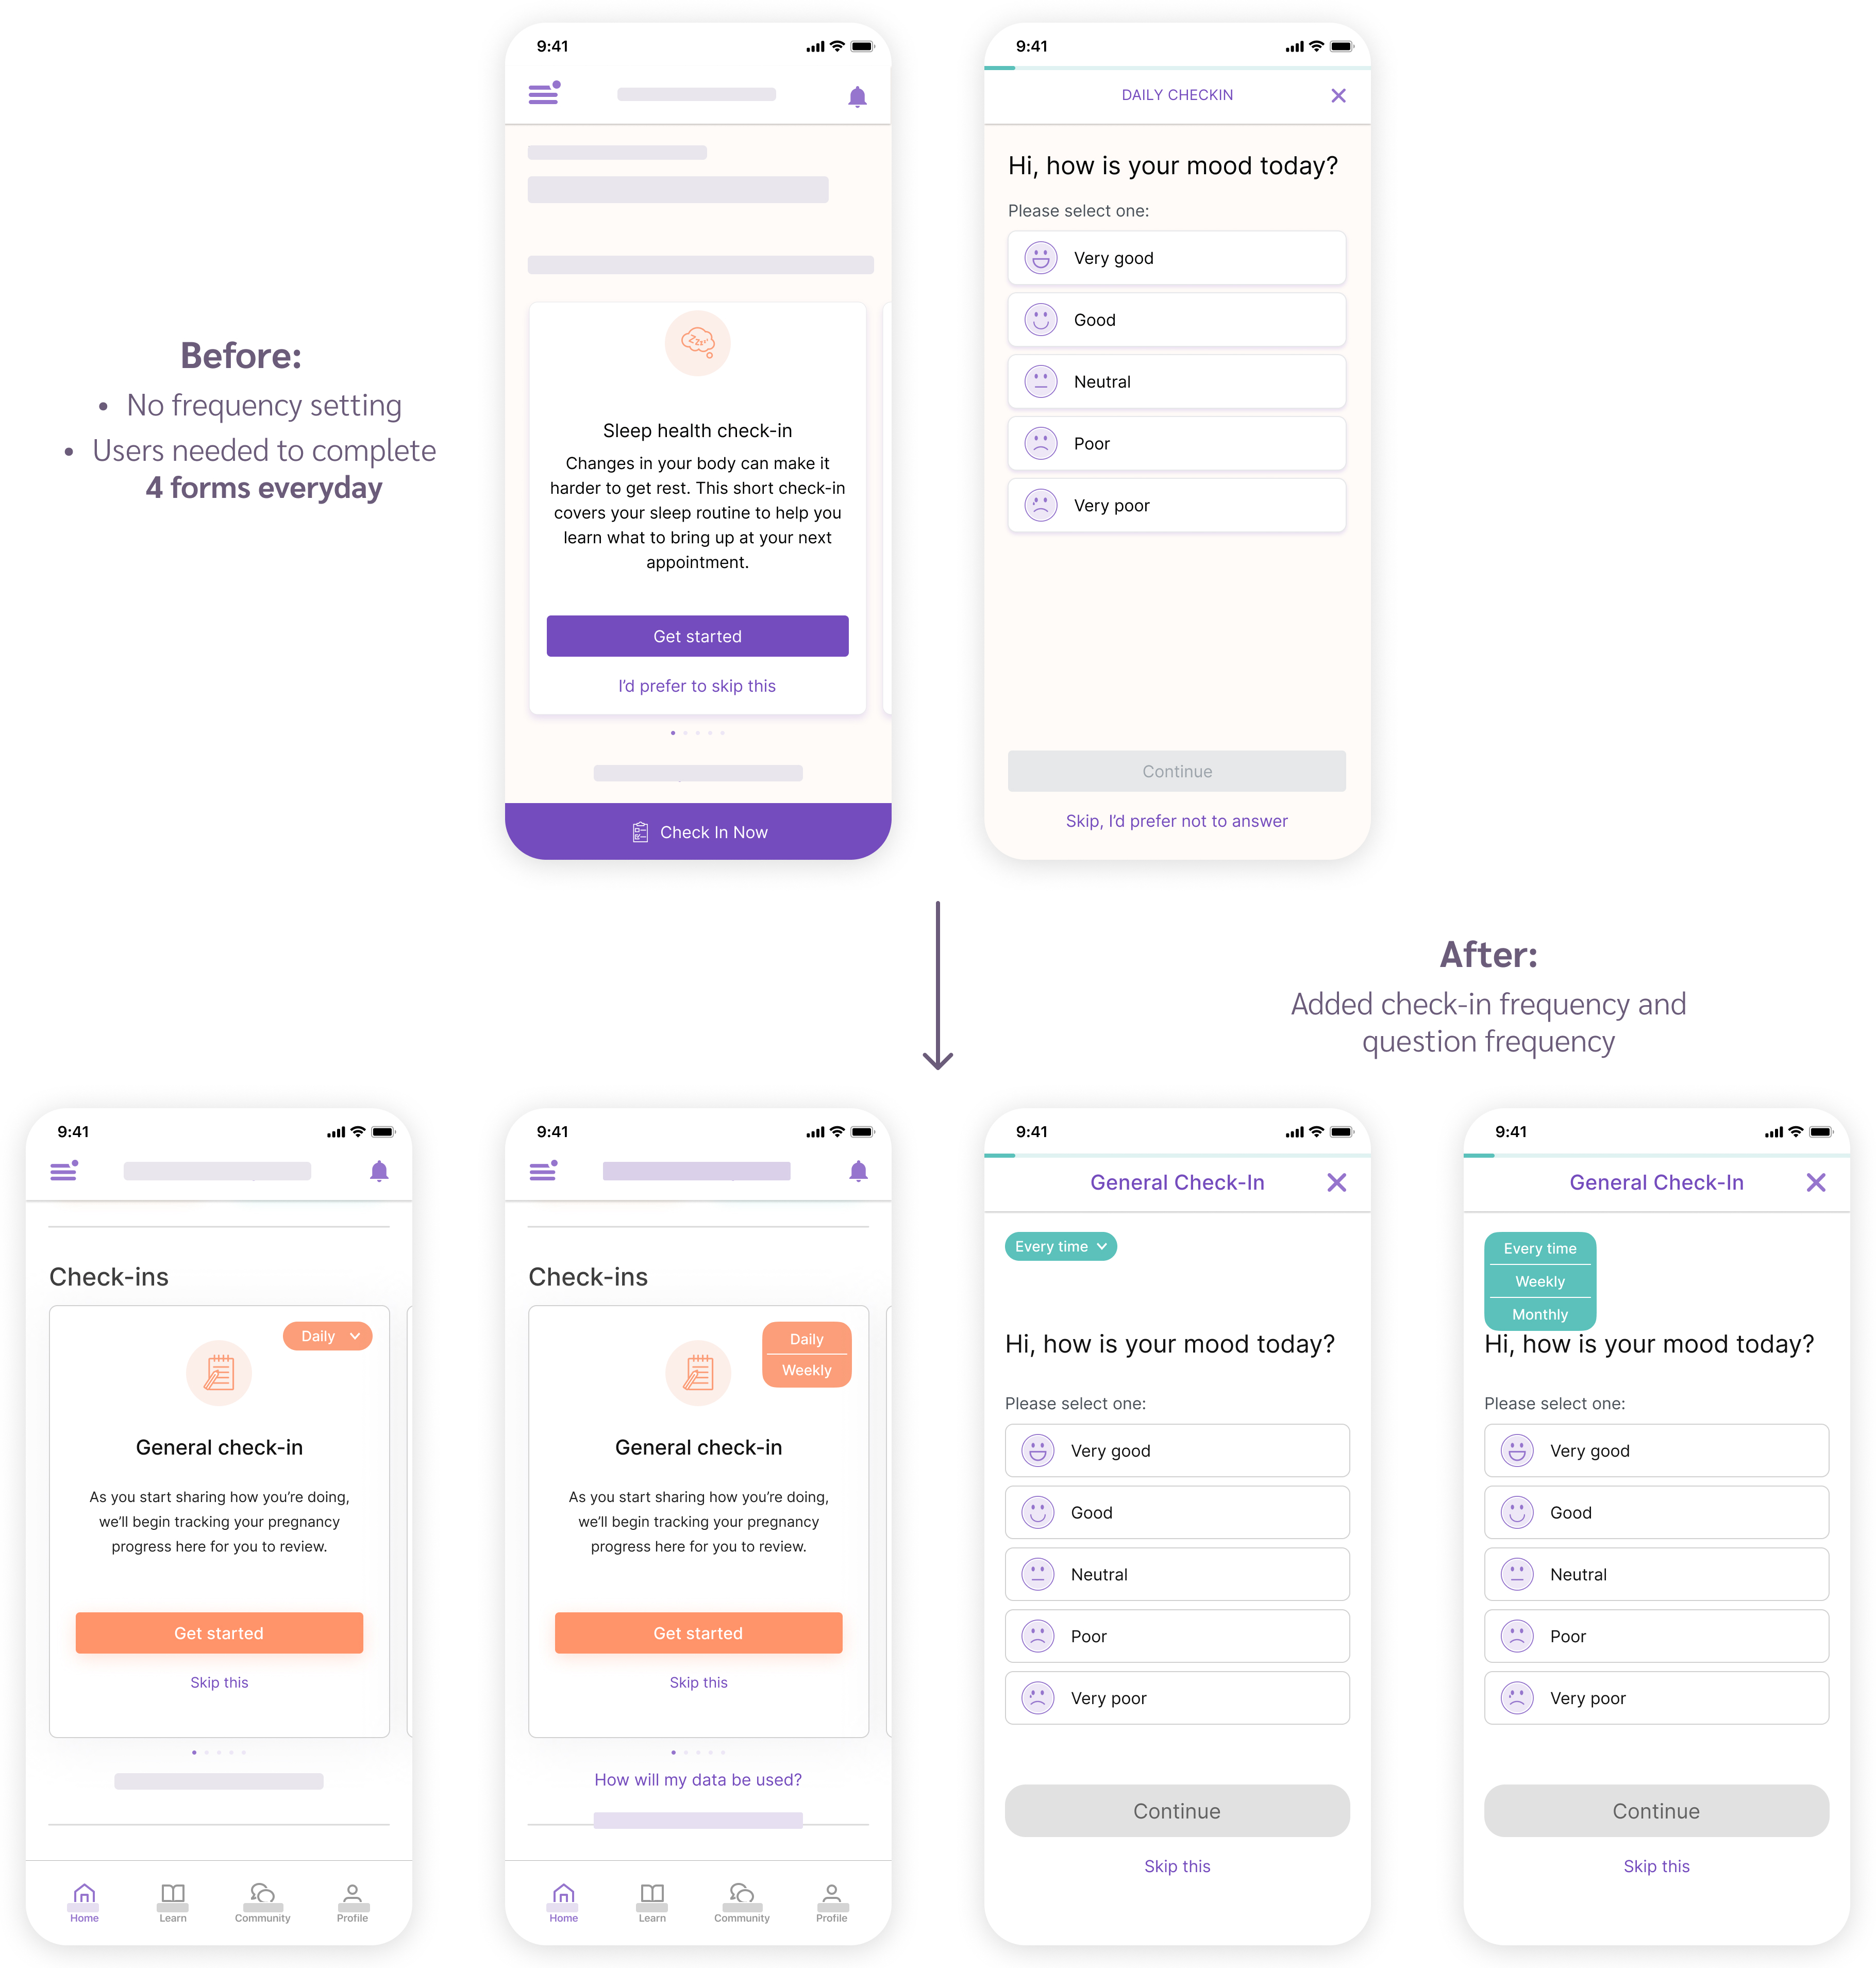 9:41
9:41
DAILY CHECKIN
Hi, how is your mood today?
Please select one:
Very good
Good
Neutral
Poor
Very poor
Continue
Skip, I'd prefer not to answer
Before:
• No frequency setting
• Users needed to complete
4 forms everyday
zzzz
Sleep health check-in
Changes in your body can make it
harder to get rest. This short check-in
covers your sleep routine to help you
learn what to bring up at your next
appointment.
Get started
I’d prefer to skip this
Check In Now
After:
Added check-in frequency and
question frequency
9:41
Check-ins
Daily
General check-in
As you start sharing how you’re doing,
we’ll begin tracking your pregnancy
progress here for you to review.
Get started
Skip this
Home
Learn
Community
Profile
9:41
Check-ins
Daily
Weekly
General check-in
As you start sharing how you’re doing,
we’ll begin tracking your pregnancy
progress here for you to review.
Get started
Skip this
How will my data be used?
Home
Learn
Community
Profile
9:41
General Check-In
Every time
Hi, how is your mood today?
Please select one:
Very good
Good
Neutral
Poor
Very poor
Continue
Skip this
9:41
General Check-In
Every time
Weekly
Monthly
Hi, how is your mood today?
Please select one:
Very good
Good
Neutral
Poor
Very poor
Continue
Skip this